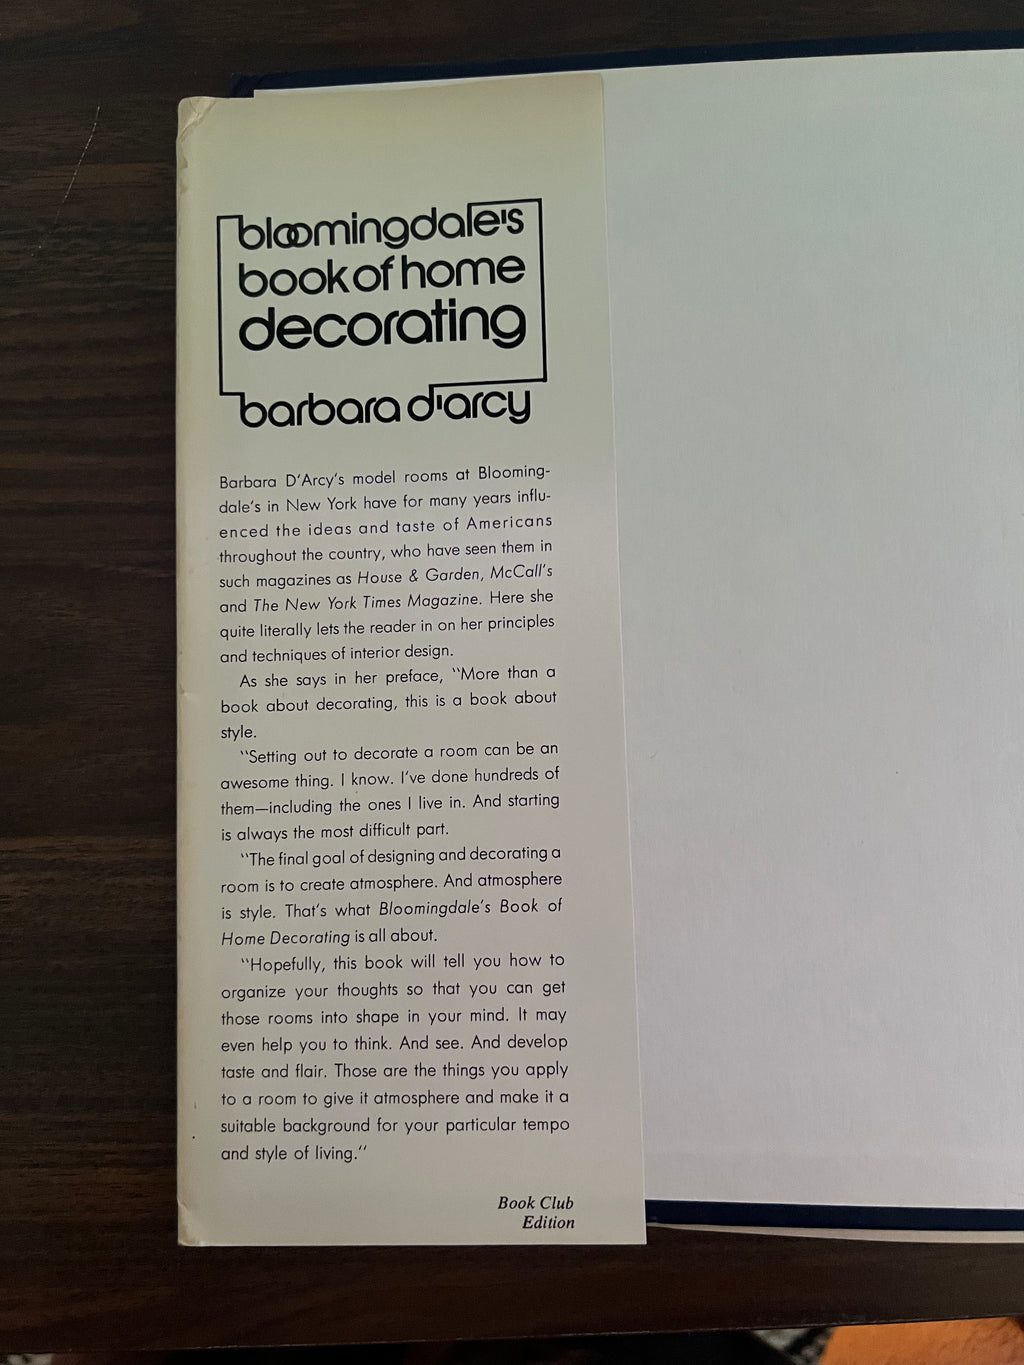 bloomingdale's
book of home
decorating
barbara d'arcy
Barbara D'Arcy's model rooms at Blooming-
dale's in New York have for many years influ-
enced the ideas and taste of Americans
throughout the country, who have seen them in
such magazines as House & Garden, McCall's
and The New York Times Magazine. Here she
quite literally lets the reader in on her principles
and techniques of interior design.
As she says in her preface, "More than a
book about decorating, this is a book about
style.
"Setting out to decorate a room can be an
awesome thing. I know. I've done hundreds of
them—including the ones I live in. And starting
is always the most difficult part.
"The final goal of designing and decorating a
room is to create atmosphere. And atmosphere
is style. That's what Bloomingdale's Book of
Home Decorating is all about.
"Hopefully, this book will tell you how to
organize your thoughts so that you can get
those rooms into shape in your mind. It may
even help you to think. And see. And develop
taste and flair. Those are the things you apply
to a room to give it atmosphere and make it a
suitable background for your particular tempo
and style of living."
Book Club
Edition